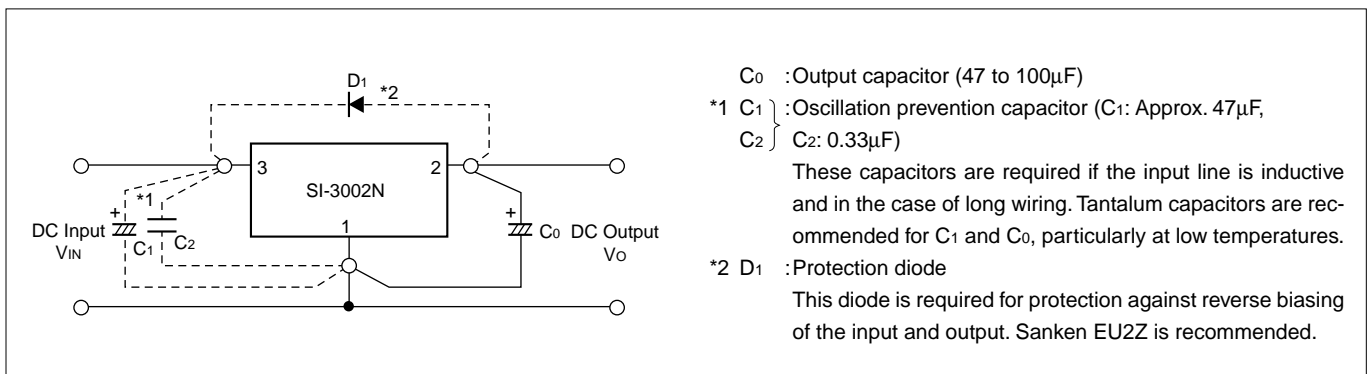 D1
*2
3
2
SI-3002N
1
*1
+
+
DC Input
VIN
C1
C2
C0
DC Output
VO
C0 :Output capacitor (47 to 100μF)
*1 C1 :Oscillation prevention capacitor (C1: Approx. 47μF,
C2 C2: 0.33μF)
These capacitors are required if the input line is inductive
and in the case of long wiring. Tantalum capacitors are rec-
ommended for C1 and C0, particularly at low temperatures.
*2 D1 :Protection diode
This diode is required for protection against reverse biasing
of the input and output. Sanken EU2Z is recommended.